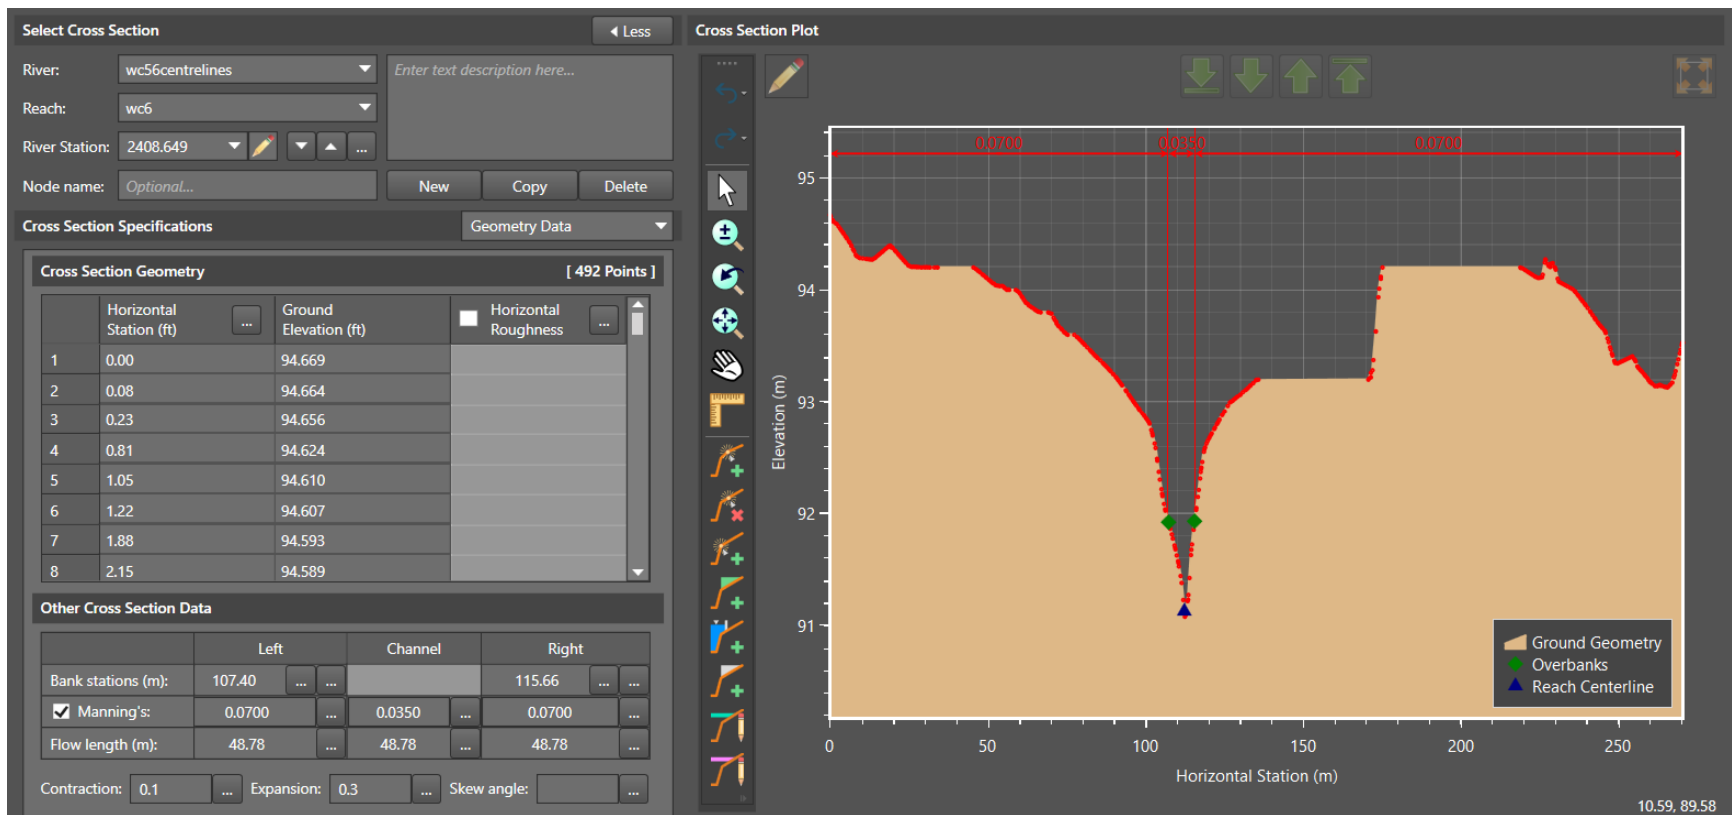 Select Cross Section
Less
River:
wc56centrelines
Enter text description here...
Reach:
wc6
River Station:
2408.649
...
Node name:
Optional...
New
Copy
Delete
Cross Section Specifications
Geometry Data
Cross Section Geometry
[ 492 Points ]
Horizontal
Station (ft)
...
Ground
Elevation (ft)
Horizontal
Roughness
...
1 0.00 94.669
2 0.08 94.664
3 0.23 94.656
4 0.81 94.624
5 1.05 94.610
6 1.22 94.607
7 1.88 94.593
8 2.15 94.589
Other Cross Section Data
Left Channel Right
Bank stations (m): 107.40 ... ... 115.66 ... ...
Manning's: 0.0700 ... 0.0350 ... 0.0700 ...
Flow length (m): 48.78 ... 48.78 ... 48.78 ...
Contraction: 0.1 ... Expansion: 0.3 ... Skew angle: ...
Cross Section Plot
0.0700
0.0350
0.0700
95
94
93
92
91
Elevation (m)
0 50 100 150 200 250
Horizontal Station (m)
Ground Geometry
Overbanks
Reach Centerline
10.59, 89.58